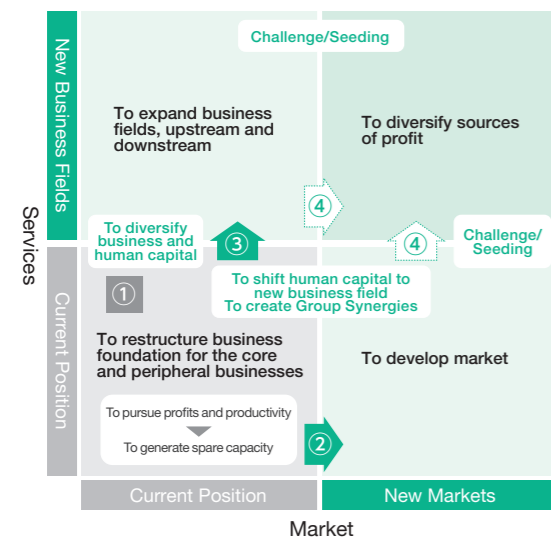 Challenge/Seeding
To expand business
fields, upstream and
downstream
To diversify sources
of profit
New Business Fields
Services
④
To diversify
business and
human capital
③
④
Challenge/
Seeding
①
To shift human capital to
new business field
To create Group Synergies
Current Position
To restructure business
foundation for the core
and peripheral businesses
To develop market
To pursue profits and productivity
To generate spare capacity
②
Current Position
New Markets
Market